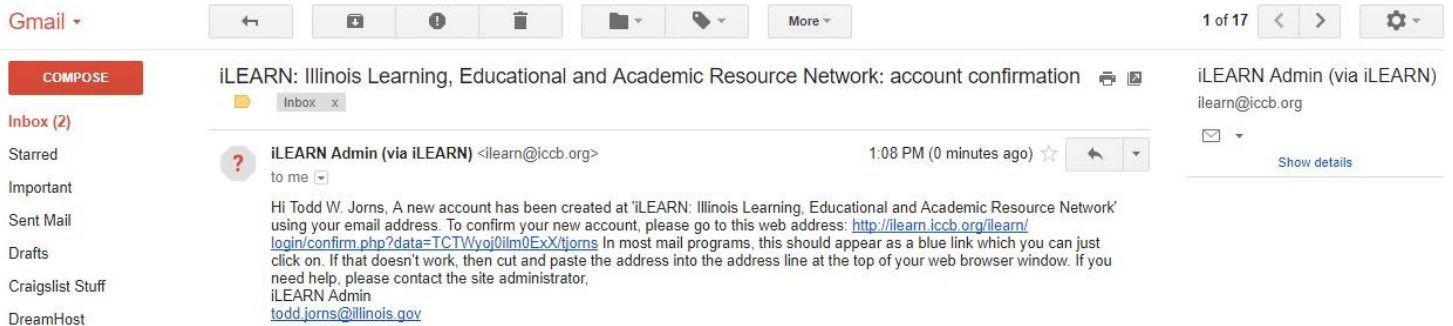 Gmail
More
1 of 17
COMPOSE
Inbox (2)
Starred
Important
Sent Mail
Drafts
Craigslist Stuff
DreamHost
iLEARN: Illinois Learning, Educational and Academic Resource Network: account confirmation
Inbox x
iLEARN Admin (via iLEARN) <ilearn@iccb.org>
1:08 PM (0 minutes ago)
to me
Hi Todd W. Jorns, A new account has been created at 'iLEARN: Illinois Learning, Educational and Academic Resource Network'
using your email address. To confirm your new account, please go to this web address: http://ilearn.iccb.org/ilearn/
login/confirm.php?data=TCTWyoj0ilm0ExX/tjorns In most mail programs, this should appear as a blue link which you can just
click on. If that doesn't work, then cut and paste the address into the address line at the top of your web browser window. If you
need help, please contact the site administrator,
iLEARN Admin
todd.jorns@illinois.gov
iLEARN Admin (via iLEARN)
ilearn@iccb.org
Show details